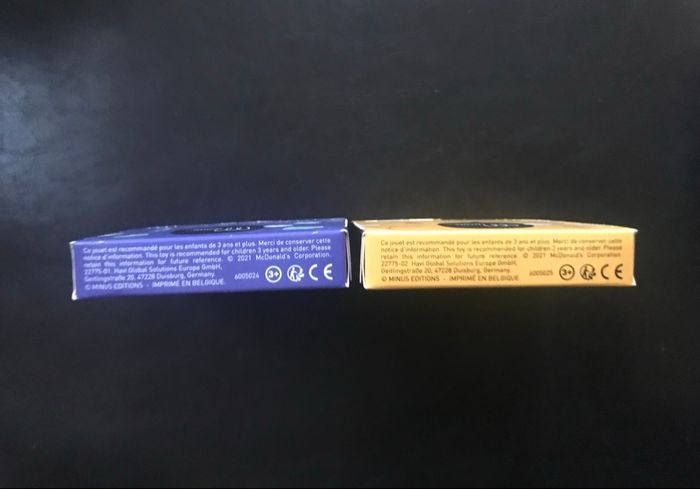 Ce jouet est recommandé pour les enfants de 3 ans et plus. Merci de conserver cette
notice d'information. This toy is recommended for children 3 years and older. Please
retain this information for future reference. © 2021 McDonald's Corporation.
22775-01. Havi Global Solutions Europe GmbH,
Geitlingstraße 20, 47228 Duisburg, Germany.
© MINUS EDITIONS - IMPRIMÉ EN BELGIQUE.
6005024
3+
CE
Ce jouet est recommandé pour les enfants de 3 ans et plus. Merci de conserver cette
notice d'information. This toy is recommended for children 3 years and older. Please
retain this information for future reference. © 2021 McDonald's Corporation.
22775-02. Havi Global Solutions Europe GmbH,
Geitlingstraße 20, 47228 Duisburg, Germany.
© MINUS EDITIONS - IMPRIMÉ EN BELGIQUE.
6005025
3+
CE